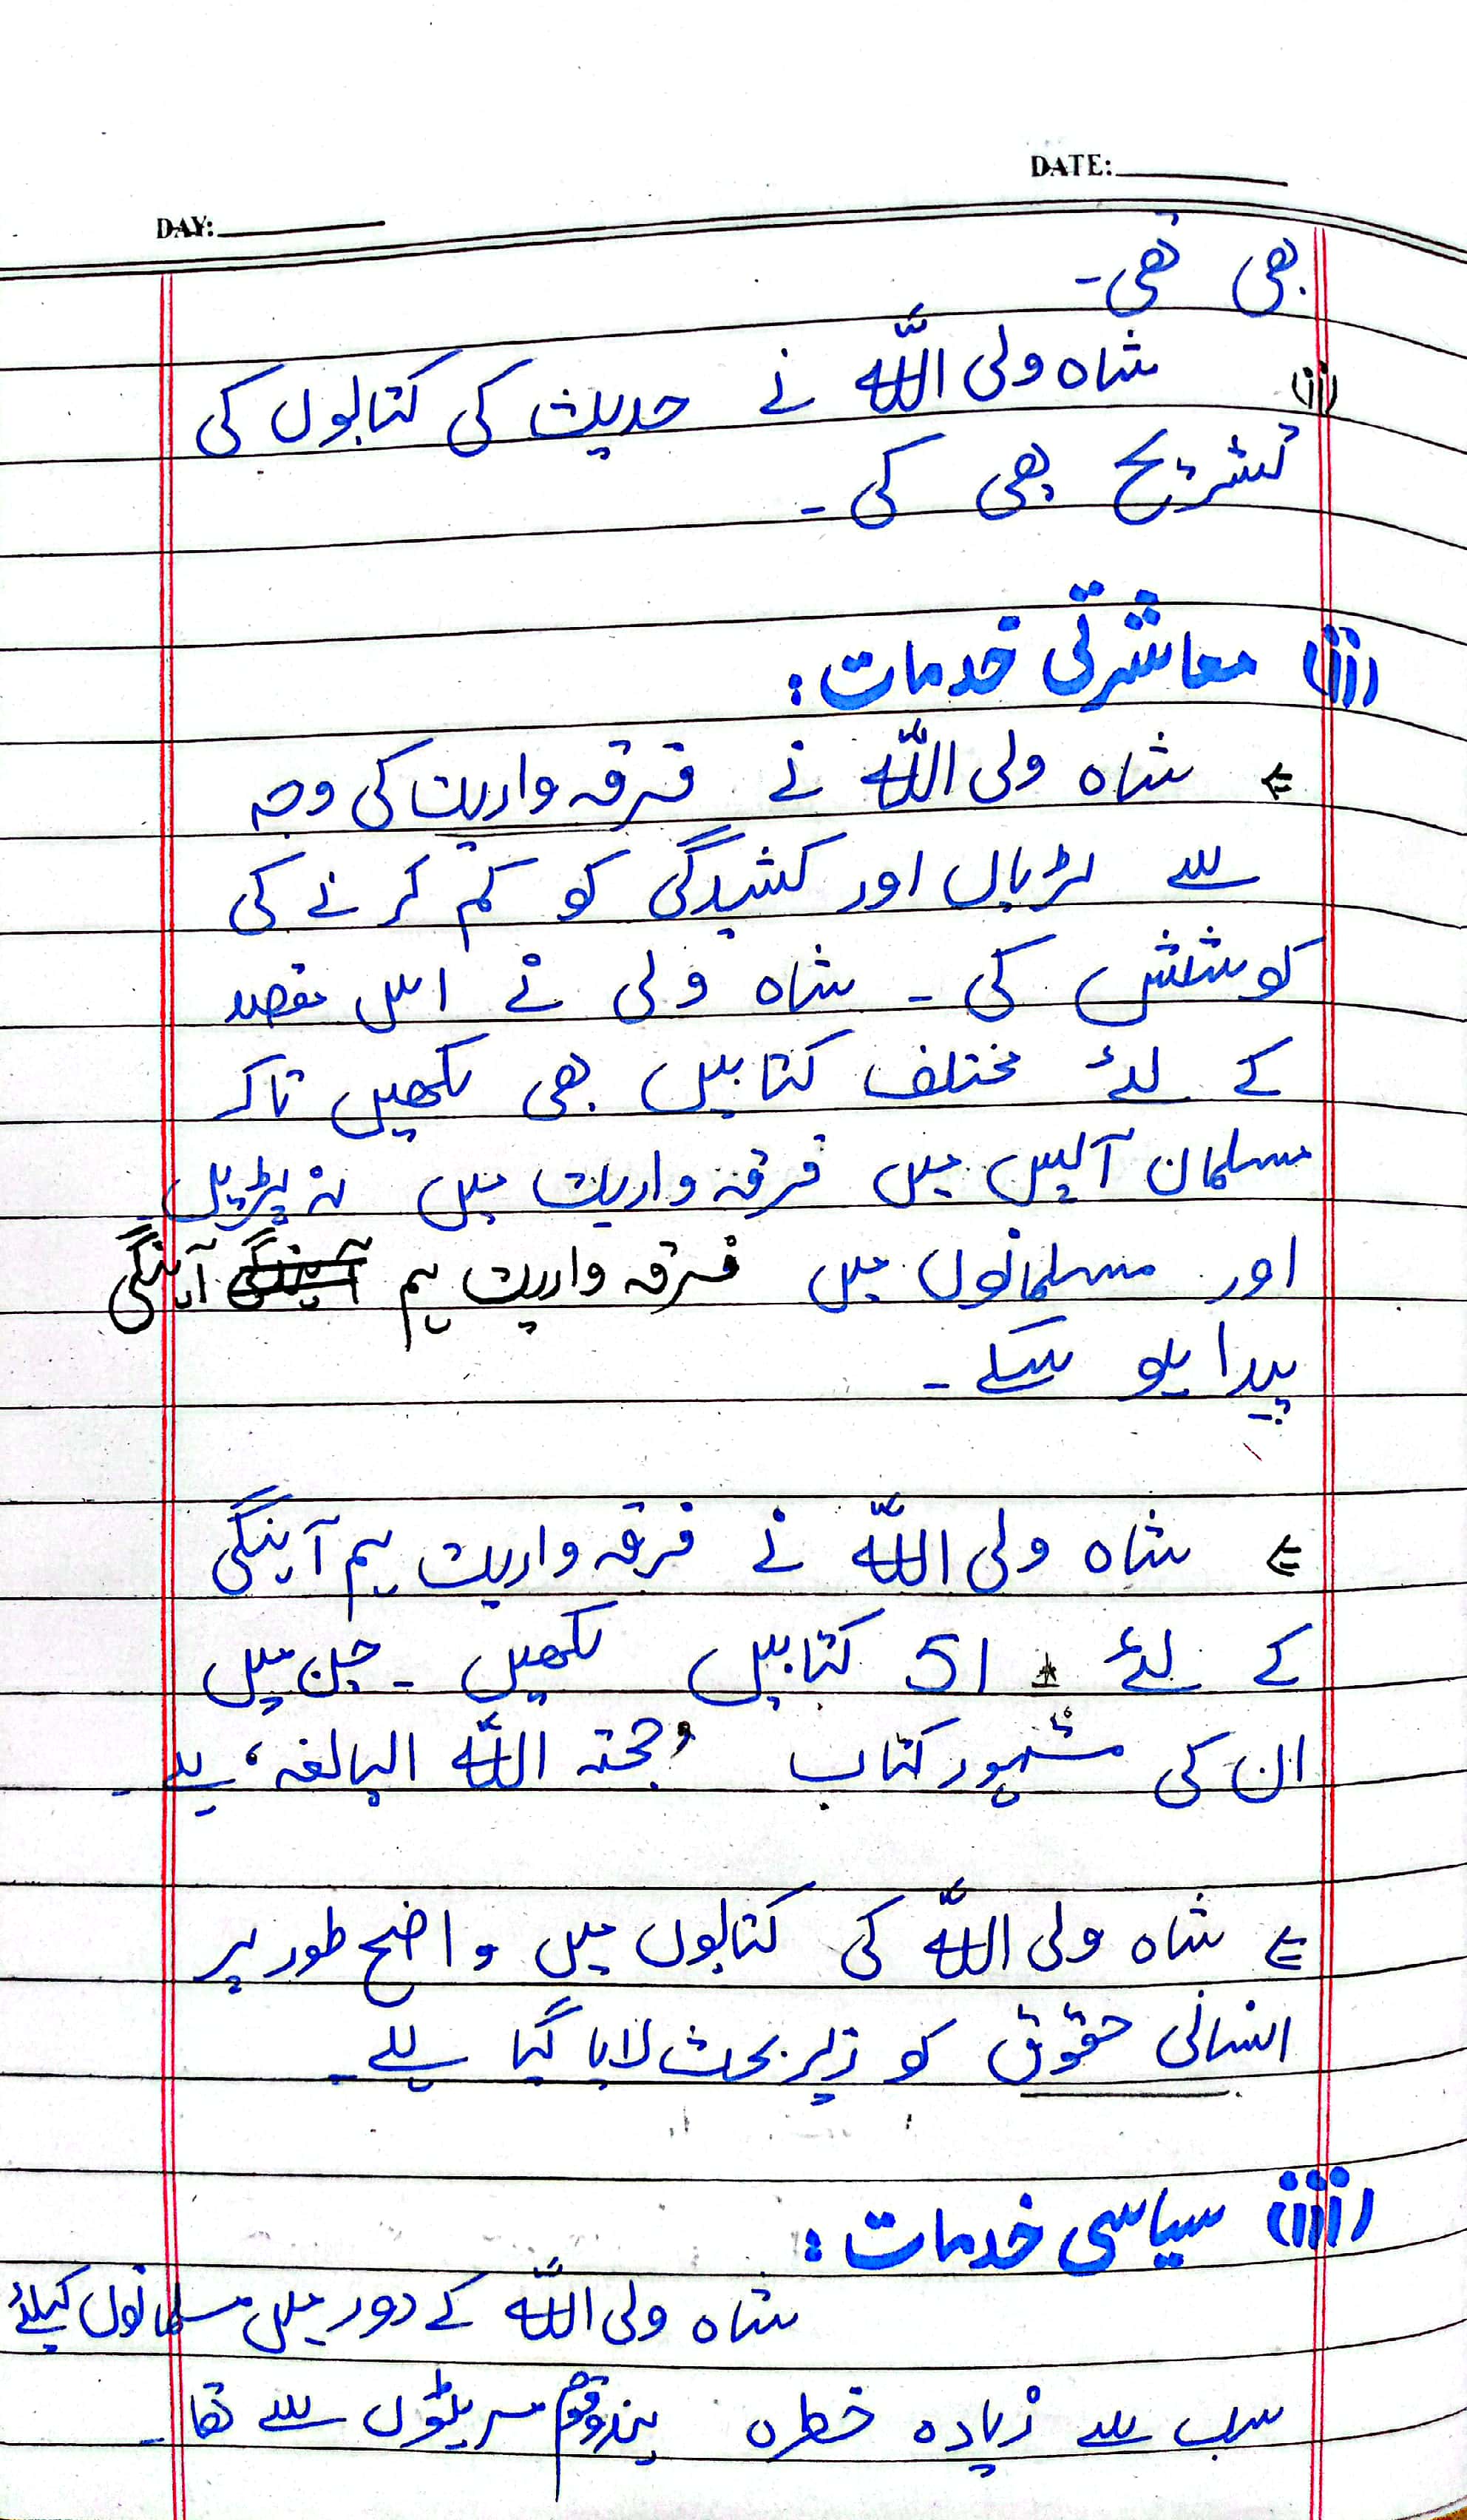 DATE:
DAY:
بھی تھی۔
(ii) شاہ ولی اللہ نے حدیث کی کتابوں کی
تشریح بھی کی۔
(ii) معاشرتی خدمات:
⇐ شاہ ولی اللہ نے فرقہ واریت کی وجہ
سے لڑیاں اور کشیدگی کو کم کرنے کی
کوشش کی۔ شاہ ولی نے اس مقصد
کے لئے مختلف کتابیں بھی لکھیں تاکہ
مسلمان آپس میں فرقہ واریت میں نہ پڑیں۔
اور مسلمانوں میں فرقہ واریت ہم آہنگی
پیدا ہو سکے۔
⇐ شاہ ولی اللہ نے فرقہ واریت ہم آہنگی
کے لئے 51 کتابیں لکھیں۔ جن میں
ان کی مشہور کتاب ’حجتہ اللہ البالغہ‘ ہے۔
⇐ شاہ ولی اللہ کی کتابوں میں واضح طور پر
انسانی حقوق کو زیر بحث لایا گیا ہے۔
(iii) سیاسی خدمات:
شاہ ولی اللہ کے دور میں مسلمانوں کیلئے
سب سے زیادہ خطرہ ہندو قوم مرہٹوں سے تھا۔